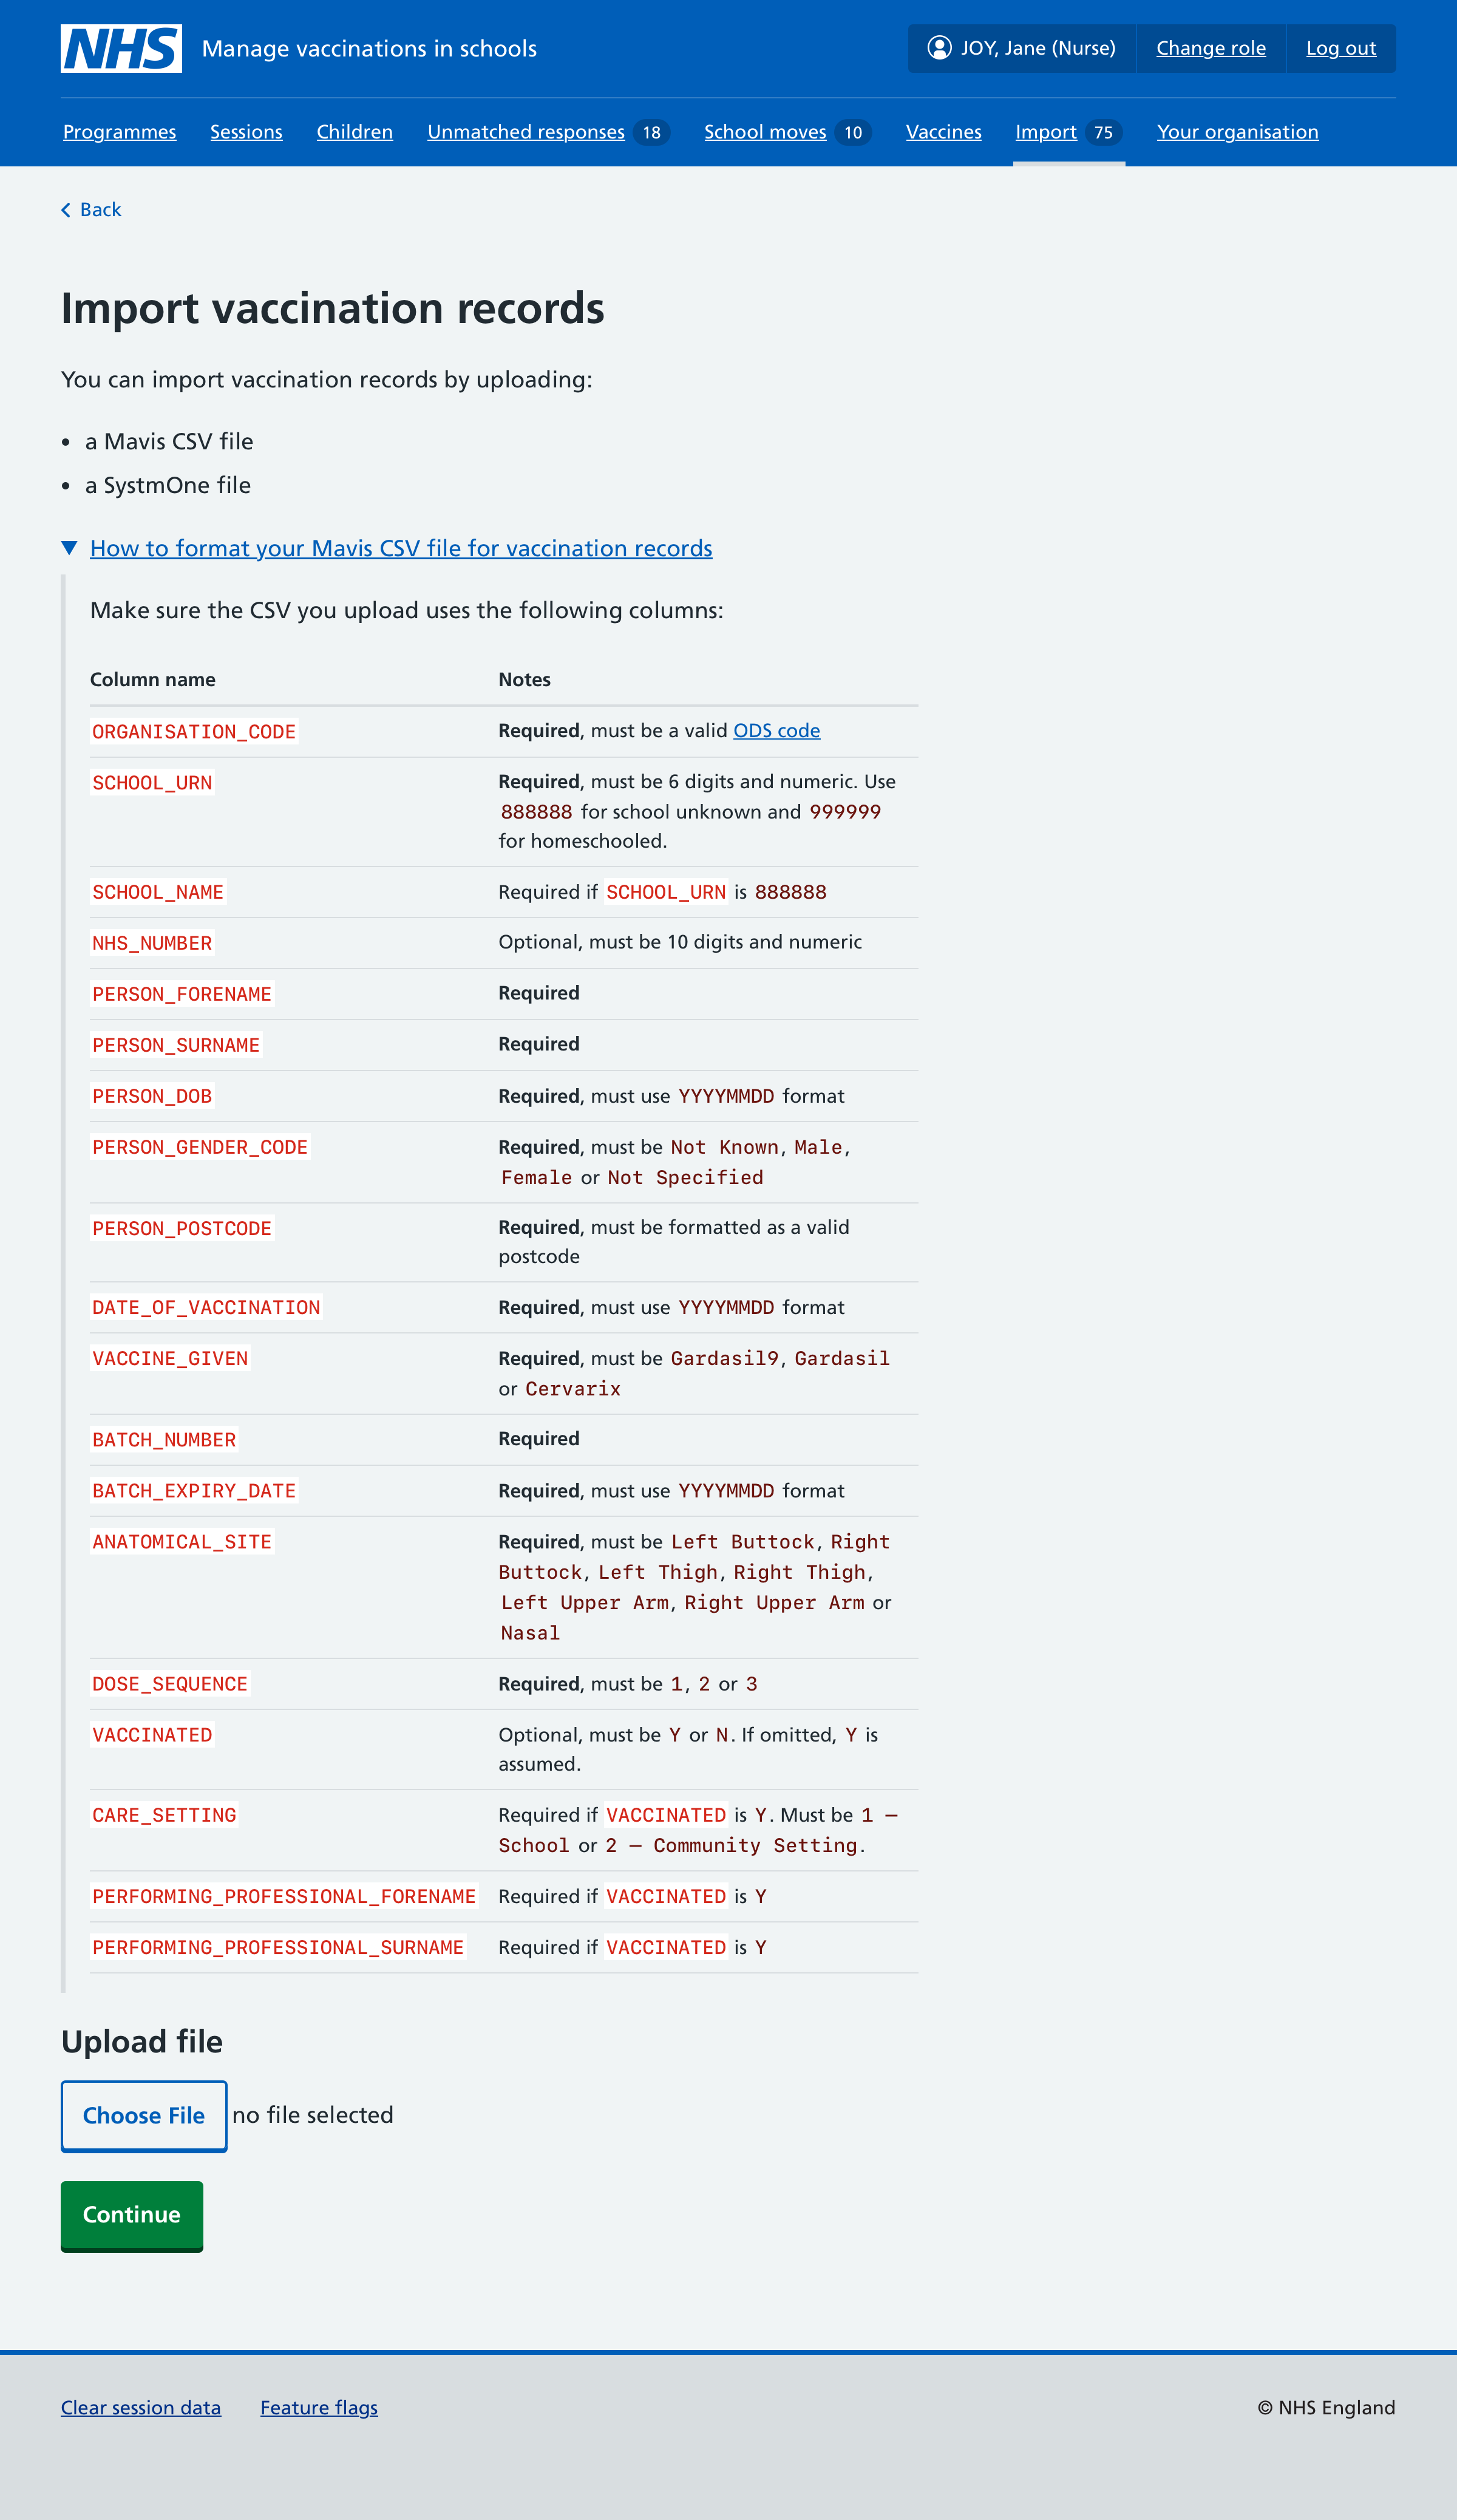 NHS Manage vaccinations in schools
JOY, Jane (Nurse) Change role Log out
Programmes Sessions Children Unmatched responses 18 School moves 10 Vaccines Import 75 Your organisation
Back
Import vaccination records
You can import vaccination records by uploading:
• a Mavis CSV file
• a SystmOne file
How to format your Mavis CSV file for vaccination records
Make sure the CSV you upload uses the following columns:
Column name Notes
ORGANISATION_CODE Required, must be a valid ODS code
SCHOOL_URN Required, must be 6 digits and numeric. Use
888888 for school unknown and 999999
for homeschooled.
SCHOOL_NAME Required if SCHOOL_URN is 888888
NHS_NUMBER Optional, must be 10 digits and numeric
PERSON_FORENAME Required
PERSON_SURNAME Required
PERSON_DOB Required, must use YYYYMMDD format
PERSON_GENDER_CODE Required, must be Not Known, Male,
Female or Not Specified
PERSON_POSTCODE Required, must be formatted as a valid
postcode
DATE_OF_VACCINATION Required, must use YYYYMMDD format
VACCINE_GIVEN Required, must be Gardasil9, Gardasil
or Cervarix
BATCH_NUMBER Required
BATCH_EXPIRY_DATE Required, must use YYYYMMDD format
ANATOMICAL_SITE Required, must be Left Buttock, Right
Buttock, Left Thigh, Right Thigh,
Left Upper Arm, Right Upper Arm or
Nasal
DOSE_SEQUENCE Required, must be 1, 2 or 3
VACCINATED Optional, must be Y or N. If omitted, Y is
assumed.
CARE_SETTING Required if VACCINATED is Y. Must be 1 –
School or 2 – Community Setting.
PERFORMING_PROFESSIONAL_FORENAME Required if VACCINATED is Y
PERFORMING_PROFESSIONAL_SURNAME Required if VACCINATED is Y
Upload file
Choose File no file selected
Continue
Clear session data Feature flags © NHS England